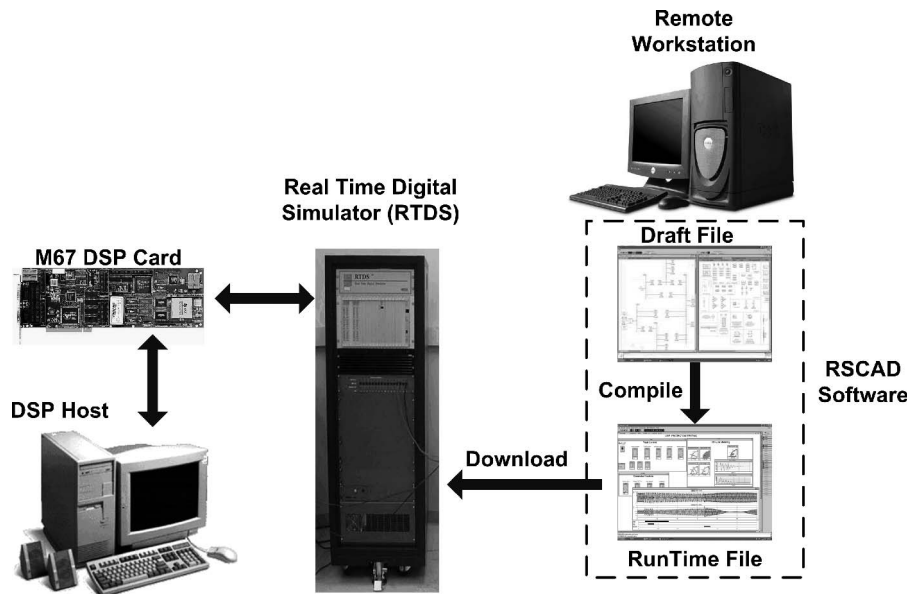 Remote
Workstation
Real Time Digital
Simulator (RTDS)
M67 DSP Card
DSP Host
Draft File
Compile
RSCAD
Software
Download
RunTime File
RTDS